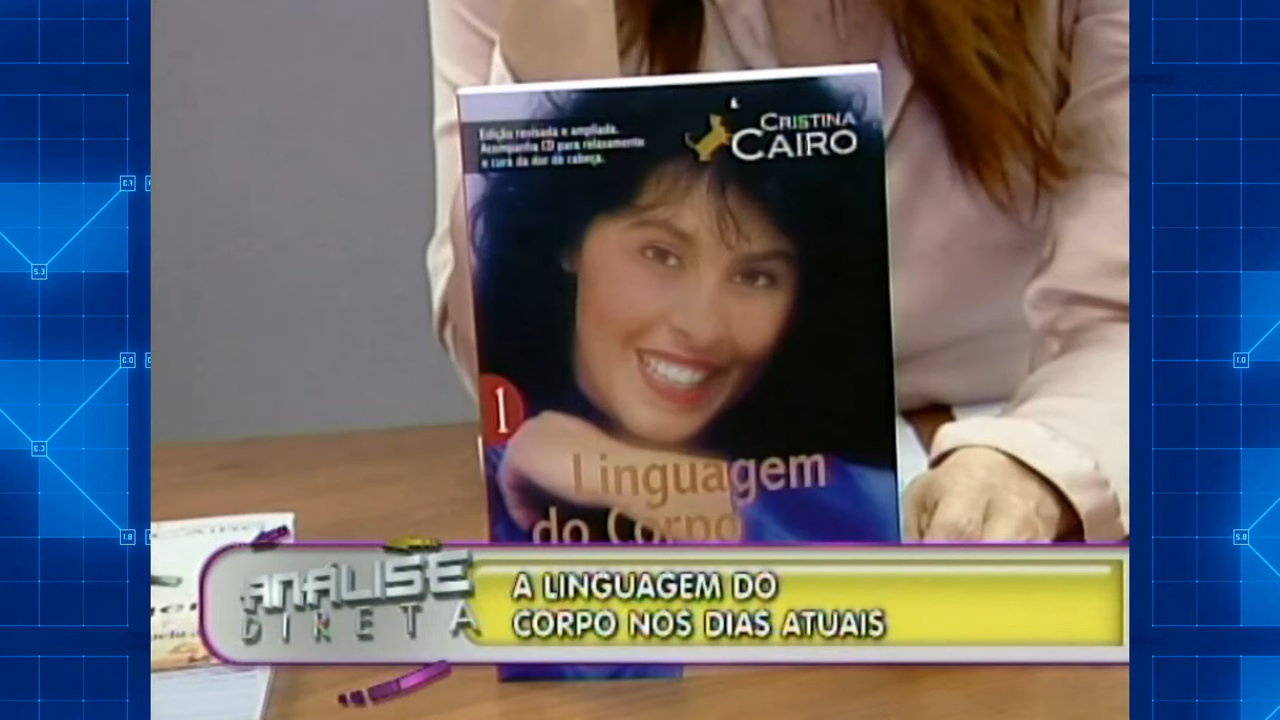 Edição revisada e ampliada.
Acompanha CD para relaxamento
e cura da dor de cabeça.
CRISTINA
CAIRO
1
Linguagem
do Corpo
ANÁLISE
DIRETA
A LINGUAGEM DO
CORPO NOS DIAS ATUAIS